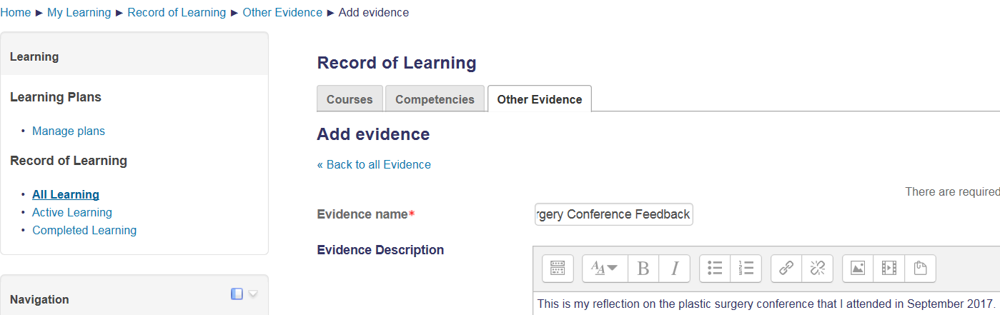 Home ► My Learning ► Record of Learning ► Other Evidence ► Add evidence
Learning
Learning Plans
• Manage plans
Record of Learning
• All Learning
• Active Learning
• Completed Learning
Navigation
Record of Learning
Courses Competencies Other Evidence
Add evidence
« Back to all Evidence
There are required
Evidence name*
Conference Feedback
Evidence Description
B I
This is my reflection on the plastic surgery conference that I attended in September 2017.